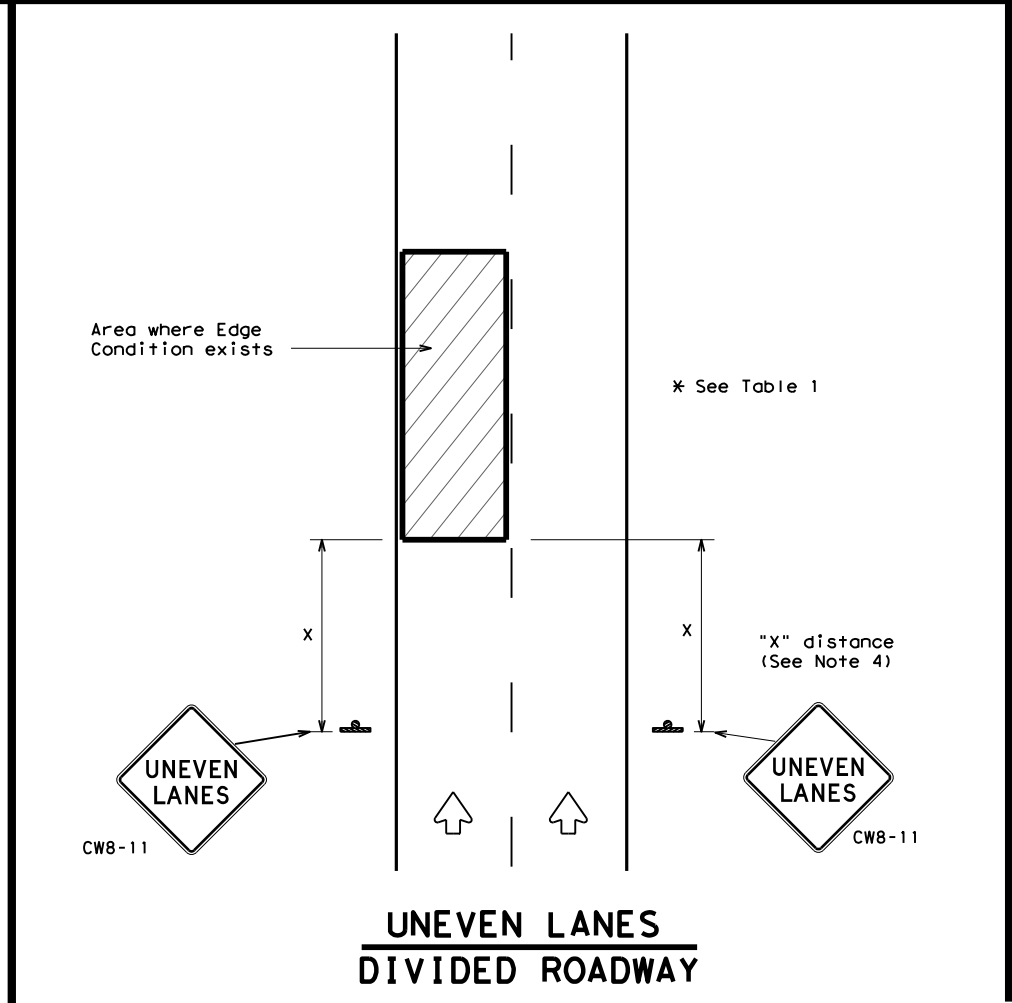 Area where Edge
Condition exists
* See Table 1
X
X
"X" distance
(See Note 4)
UNEVEN
LANES
CW8-11
UNEVEN
LANES
CW8-11
UNEVEN LANES
DIVIDED ROADWAY